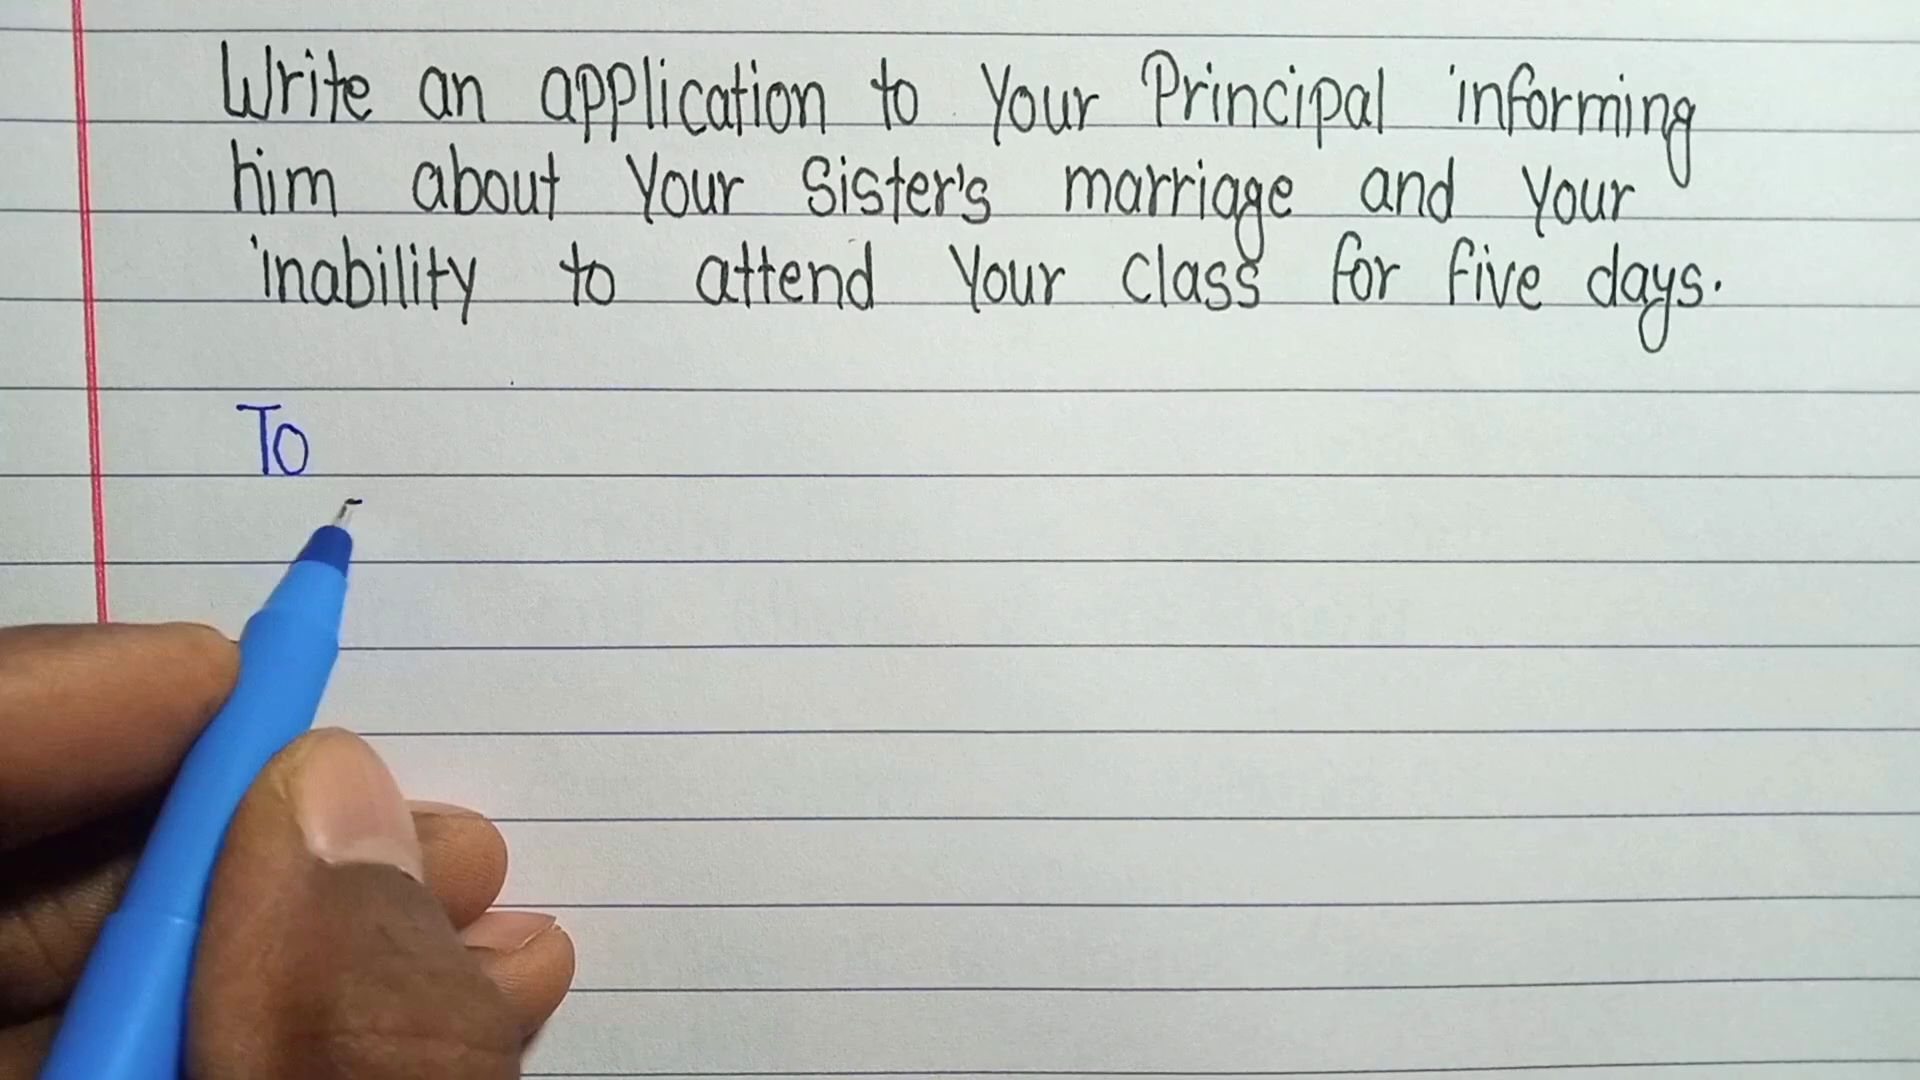 Write an application to Your Principal informing
him about Your Sister's marriage and Your
inability to attend Your class for five days.
To